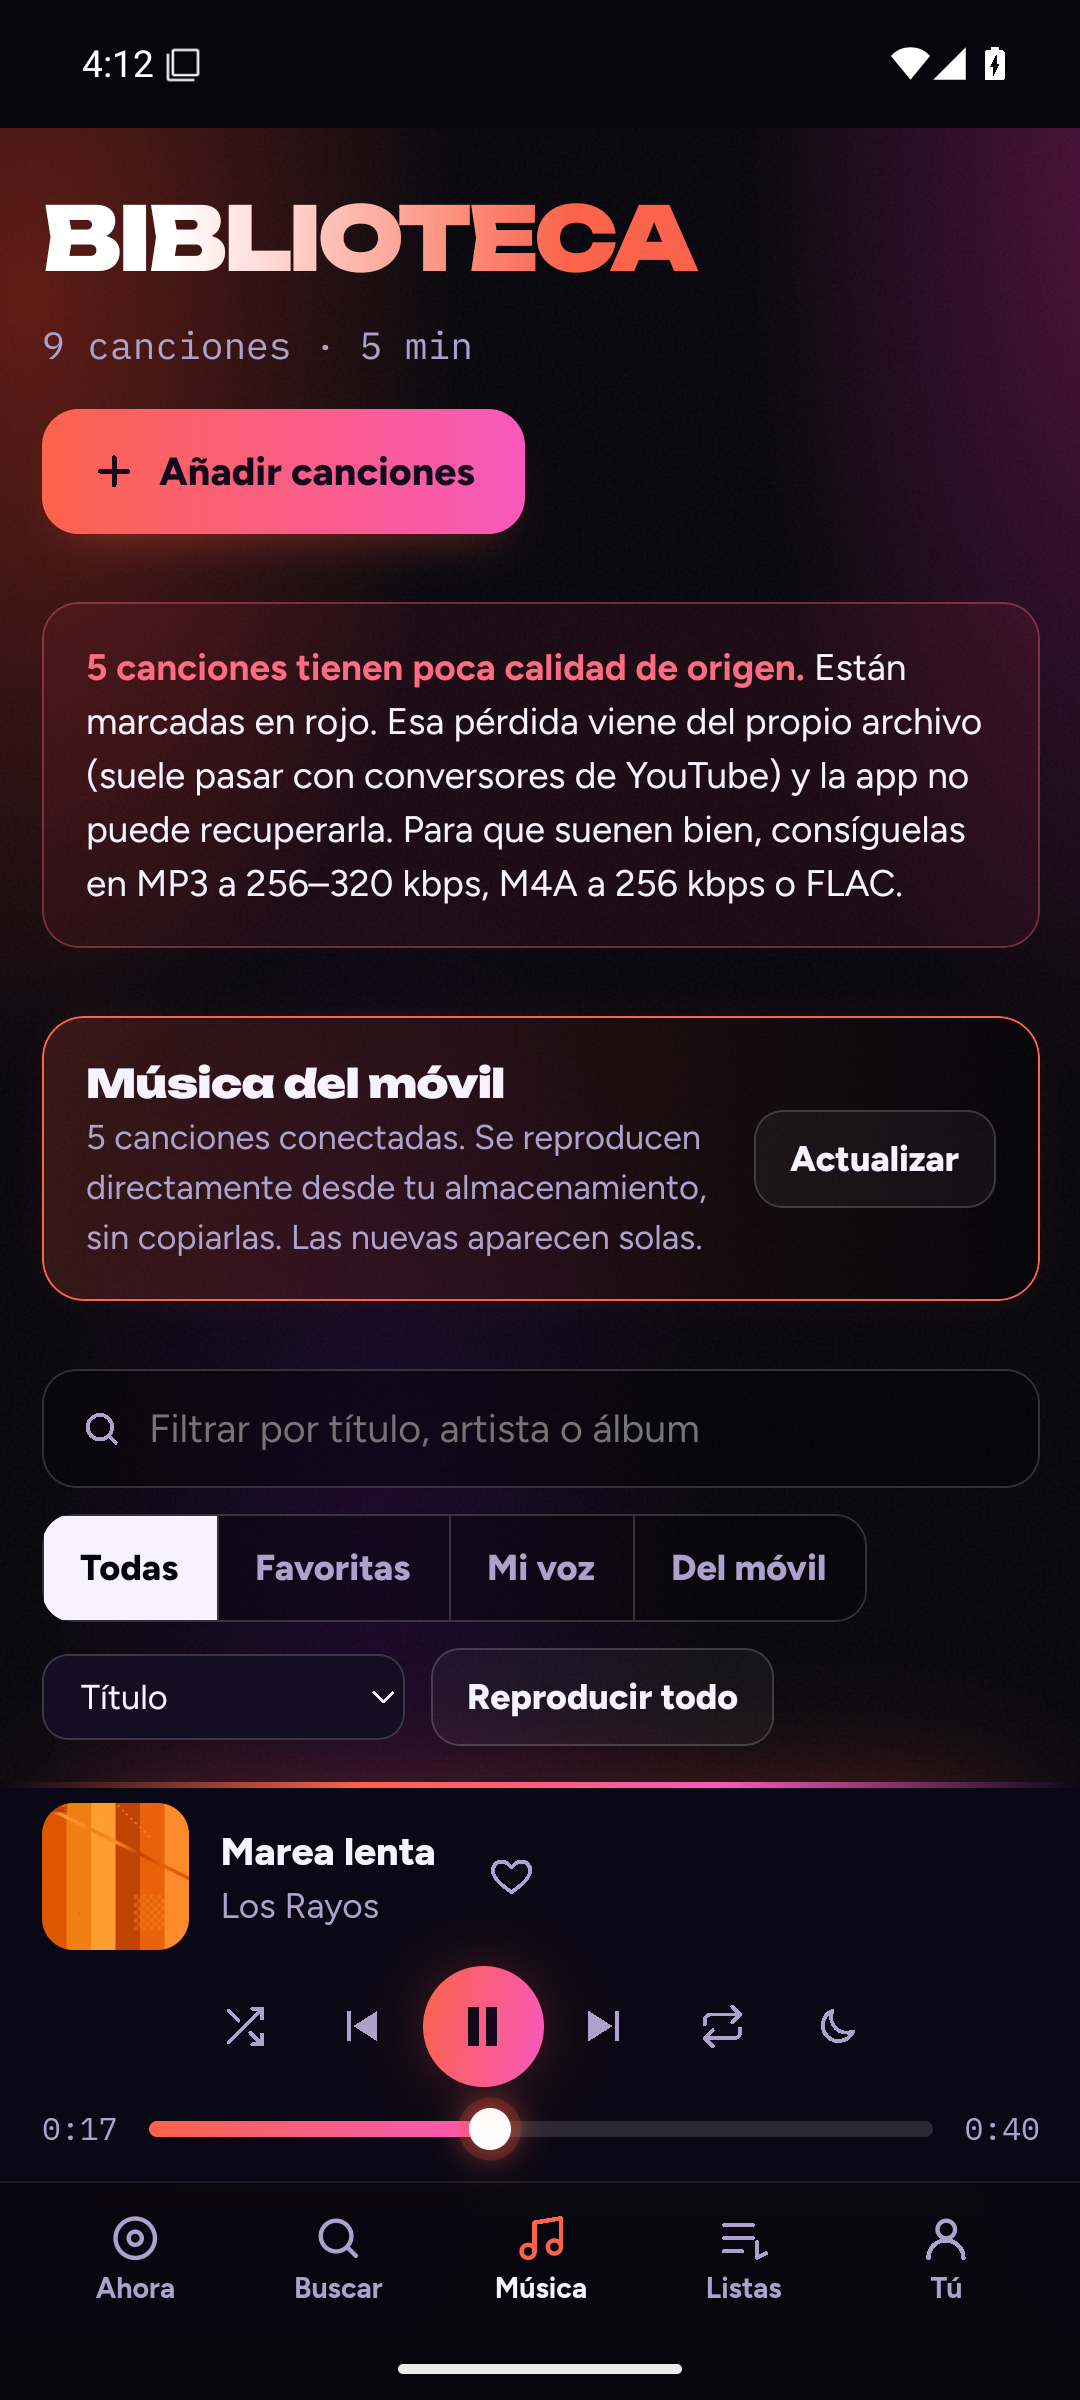 4:12
BIBLIOTECA
9 canciones · 5 min
Añadir canciones
5 canciones tienen poca calidad de origen. Están
marcadas en rojo. Esa pérdida viene del propio archivo
(suele pasar con conversores de YouTube) y la app no
puede recuperarla. Para que suenen bien, consíguelas
en MP3 a 256–320 kbps, M4A a 256 kbps o FLAC.
Música del móvil
5 canciones conectadas. Se reproducen
directamente desde tu almacenamiento,
sin copiarlas. Las nuevas aparecen solas.
Actualizar
Filtrar por título, artista o álbum
Todas Favoritas Mi voz Del móvil
Título Reproducir todo
Marea lenta
Los Rayos
0:17 0:40
Ahora Buscar Música Listas Tú